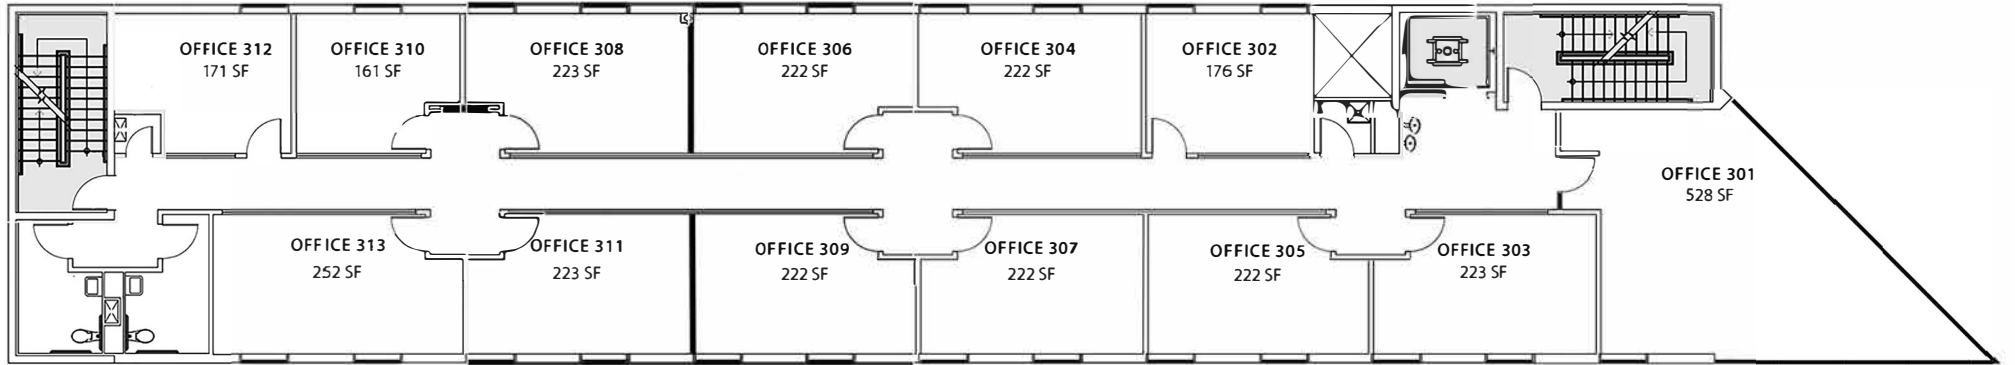 OFFICE 312
171 SF
OFFICE 310
161 SF
OFFICE 308
223 SF
OFFICE 306
222 SF
OFFICE 304
222 SF
OFFICE 302
176 SF
OFFICE 301
528 SF
OFFICE 313
252 SF
OFFICE 311
223 SF
OFFICE 309
222 SF
OFFICE 307
222 SF
OFFICE 305
222 SF
OFFICE 303
223 SF